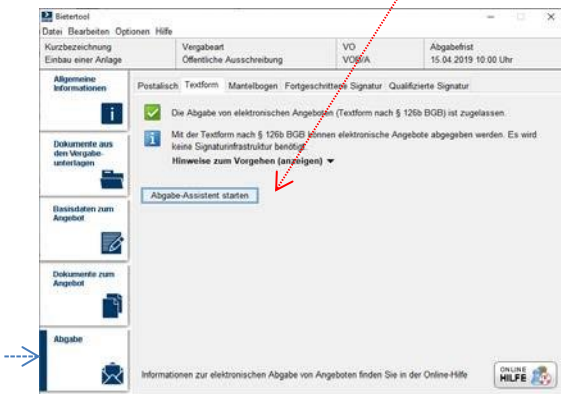 Bietertool
Datei Bearbeiten Optionen Hilfe
Kurzbezeichnung Vergabeart VO Abgabefrist
Einbau einer Anlage Öffentliche Ausschreibung VOB/A 15.04.2019 10:00 Uhr
Allgemeine
Informationen
Postalisch Textform Mantelbogen Fortgeschrittene Signatur Qualifizierte Signatur
Die Abgabe von elektronischen Angeboten (Textform nach § 126b BGB) ist zugelassen.
Mit der Textform nach § 126b BGB können elektronische Angebote abgegeben werden. Es wird
keine Signaturinfrastruktur benötigt.
Hinweise zum Vorgehen (anzeigen)
Abgabe-Assistent starten
Dokumente aus
den Vergabe-
unterlagen
Basisdaten zum
Angebot
Dokumente zum
Angebot
Abgabe
Informationen zur elektronischen Abgabe von Angeboten finden Sie in der Online-Hilfe
ONLINE
HILFE